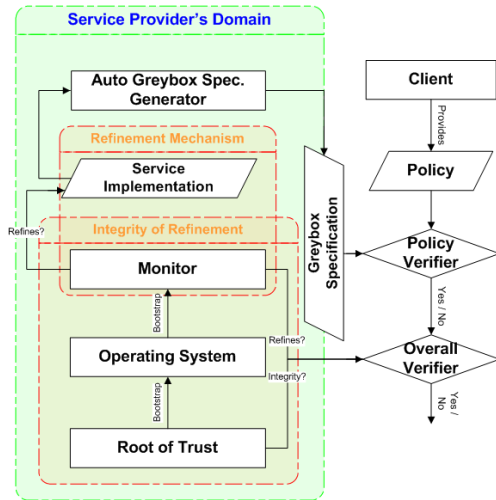 Service Provider's Domain
Auto Greybox Spec.
Generator
Client
Provides
Refinement Mechanism
Service
Implementation
Policy
Greybox
Specification
Refines?
Integrity of Refinement
Monitor
Policy
Verifier
Bootstrap
Yes / No
Refines?
Operating System
Overall
Verifier
Integrity?
Bootstrap
Yes /
No
Root of Trust